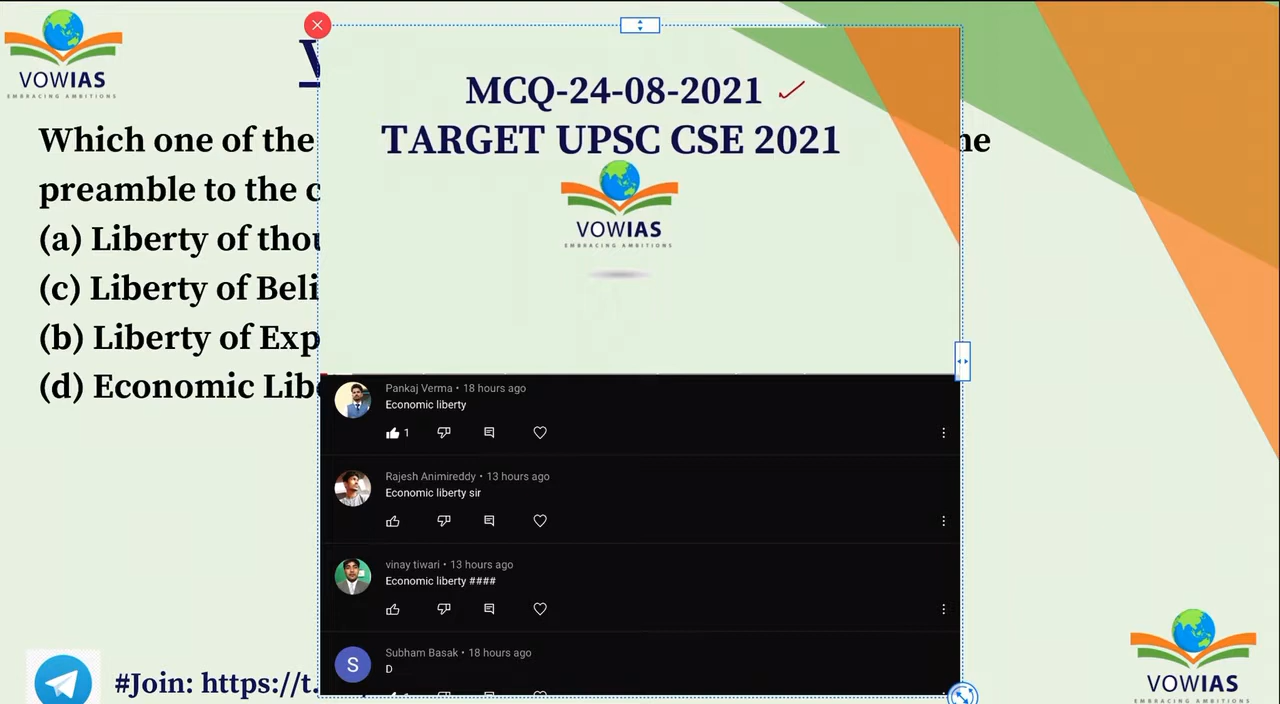 VOWIAS
EMBRACING AMBITIONS
MCQ-24-08-2021
TARGET UPSC CSE 2021
VOWIAS
EMBRACING AMBITIONS
Which one of the
preamble to the c
(a) Liberty of thou
(c) Liberty of Beli
(b) Liberty of Exp
(d) Economic Lib
Pankaj Verma • 18 hours ago
Economic liberty
1
Rajesh Animireddy • 13 hours ago
Economic liberty sir
vinay tiwari • 13 hours ago
Economic liberty ####
S
Subham Basak • 18 hours ago
D
#Join: https://t.
VOWIAS
EMBRACING AMBITIONS